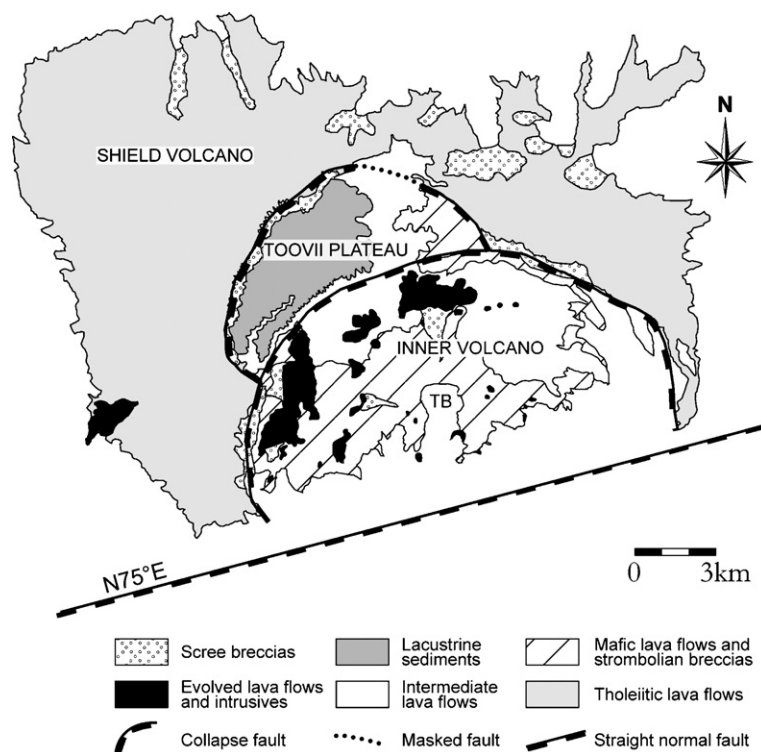 N
SHIELD VOLCANO
TOOVII PLATEAU
INNER VOLCANO
TB
N75°E
0 3km
Scree breccias
Lacustrine
sediments
Mafic lava flows and
strombolian breccias
Evolved lava flows
and intrusives
Intermediate
lava flows
Tholeiitic lava flows
Collapse fault
Masked fault
Straight normal fault